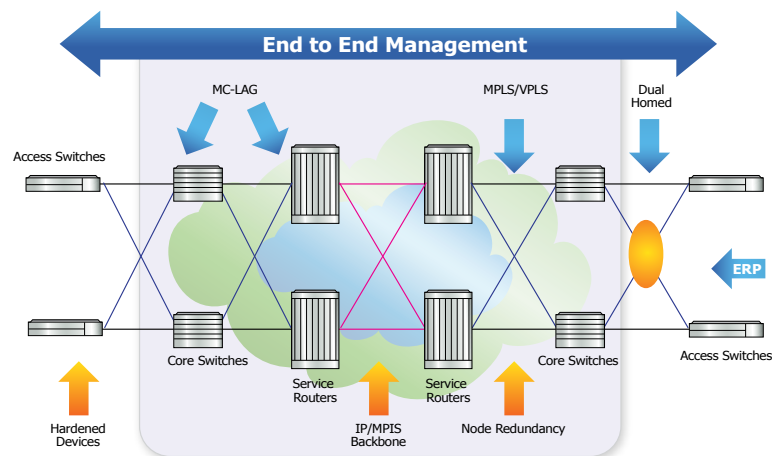 End to End Management
MC-LAG
MPLS/VPLS
Dual
Homed
Access Switches
ERP
Core Switches
Service
Routers
Service
Routers
Core Switches
Access Switches
Hardened
Devices
IP/MPIS
Backbone
Node Redundancy